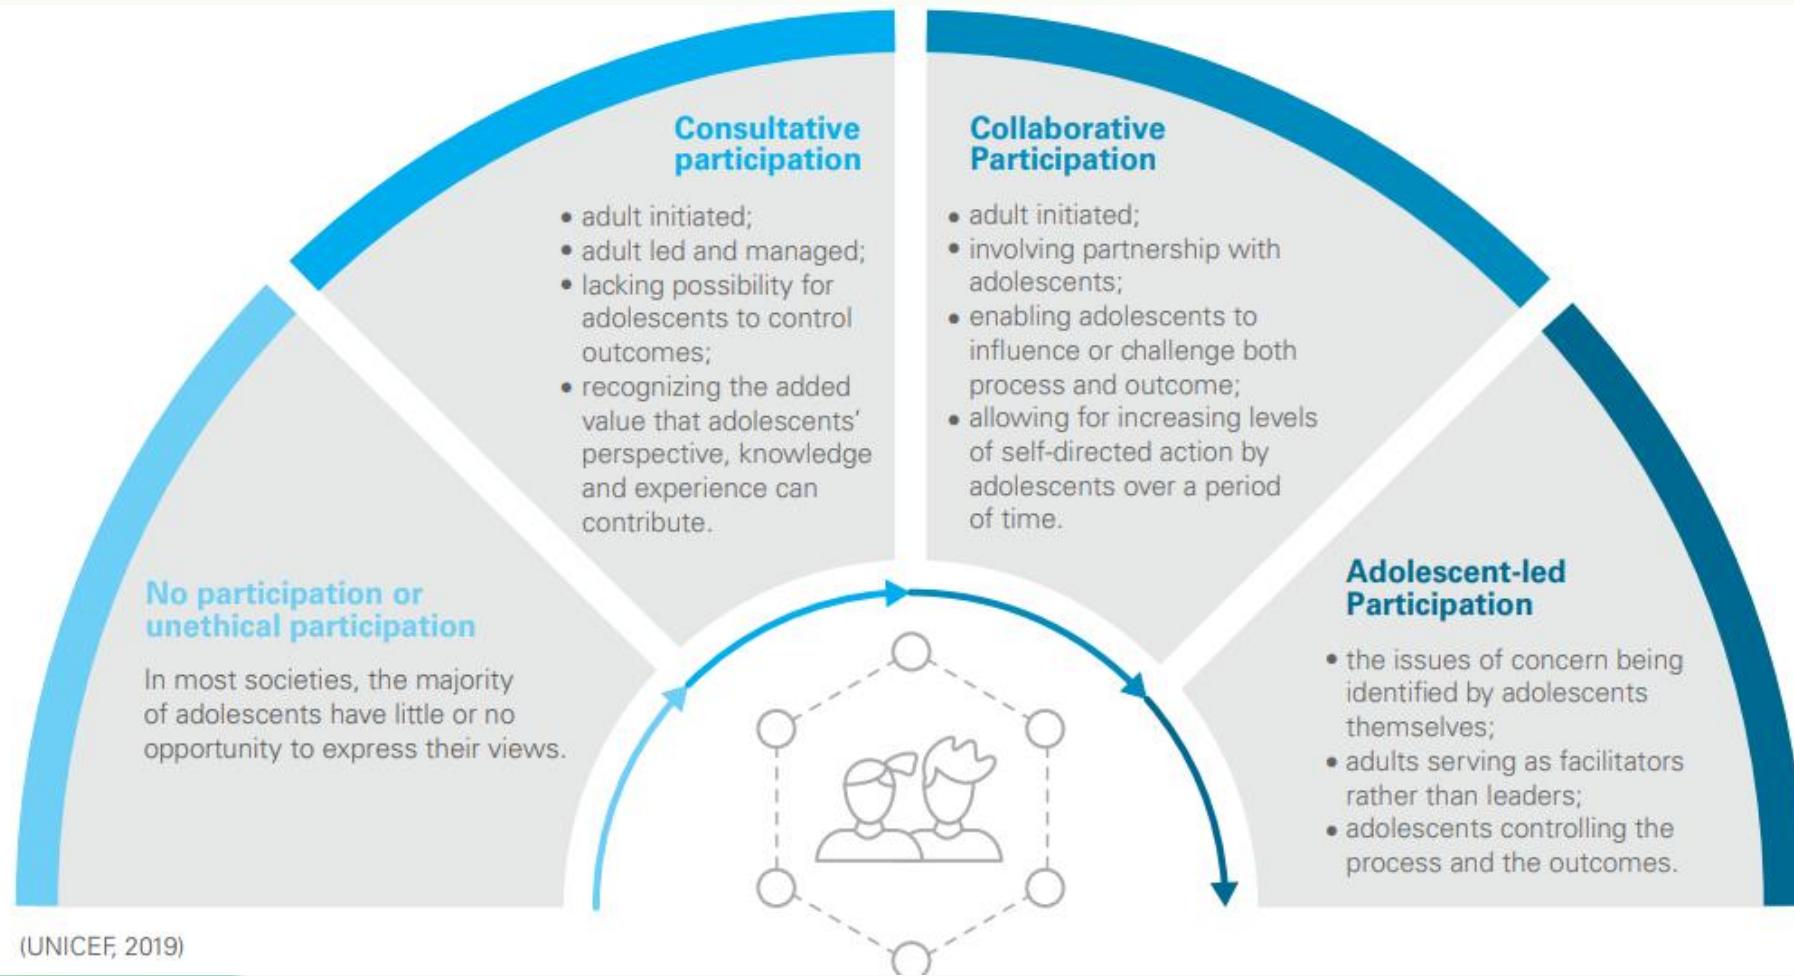 Consultative
participation
• adult initiated;
• adult led and managed;
• lacking possibility for
adolescents to control
outcomes;
• recognizing the added
value that adolescents’
perspective, knowledge
and experience can
contribute.
Collaborative
Participation
• adult initiated;
• involving partnership with
adolescents;
• enabling adolescents to
influence or challenge both
process and outcome;
• allowing for increasing levels
of self-directed action by
adolescents over a period
of time.
No participation or
unethical participation
In most societies, the majority
of adolescents have little or no
opportunity to express their views.
Adolescent-led
Participation
• the issues of concern being
identified by adolescents
themselves;
• adults serving as facilitators
rather than leaders;
• adolescents controlling the
process and the outcomes.
(UNICEF, 2019)